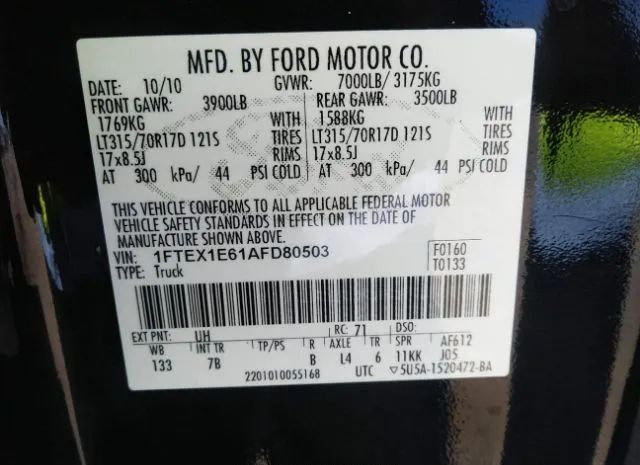 MFD. BY FORD MOTOR CO.
DATE: 10/10 GVWR: 7000LB/ 3175KG
FRONT GAWR: 3900LB REAR GAWR: 3500LB
1769KG WITH 1588KG WITH
LT315/70R17D 121S TIRES LT315/70R17D 121S TIRES
17x8.5J RIMS 17x8.5J RIMS
AT 300 kPa/ 44 PSI COLD AT 300 kPa/ 44 PSI COLD
THIS VEHICLE CONFORMS TO ALL APPLICABLE FEDERAL MOTOR
VEHICLE SAFETY STANDARDS IN EFFECT ON THE DATE OF
MANUFACTURE SHOWN ABOVE.
VIN: 1FTEX1E61AFD80503 F0160
TYPE: Truck T0133
EXT PNT: UH RC: 71 DSO:
WB INT TR TP/PS R AXLE TR SPR AF612
133 7B B L4 6 11KK J05
2201010055168 UTC ▽5U5A-1520472-BA